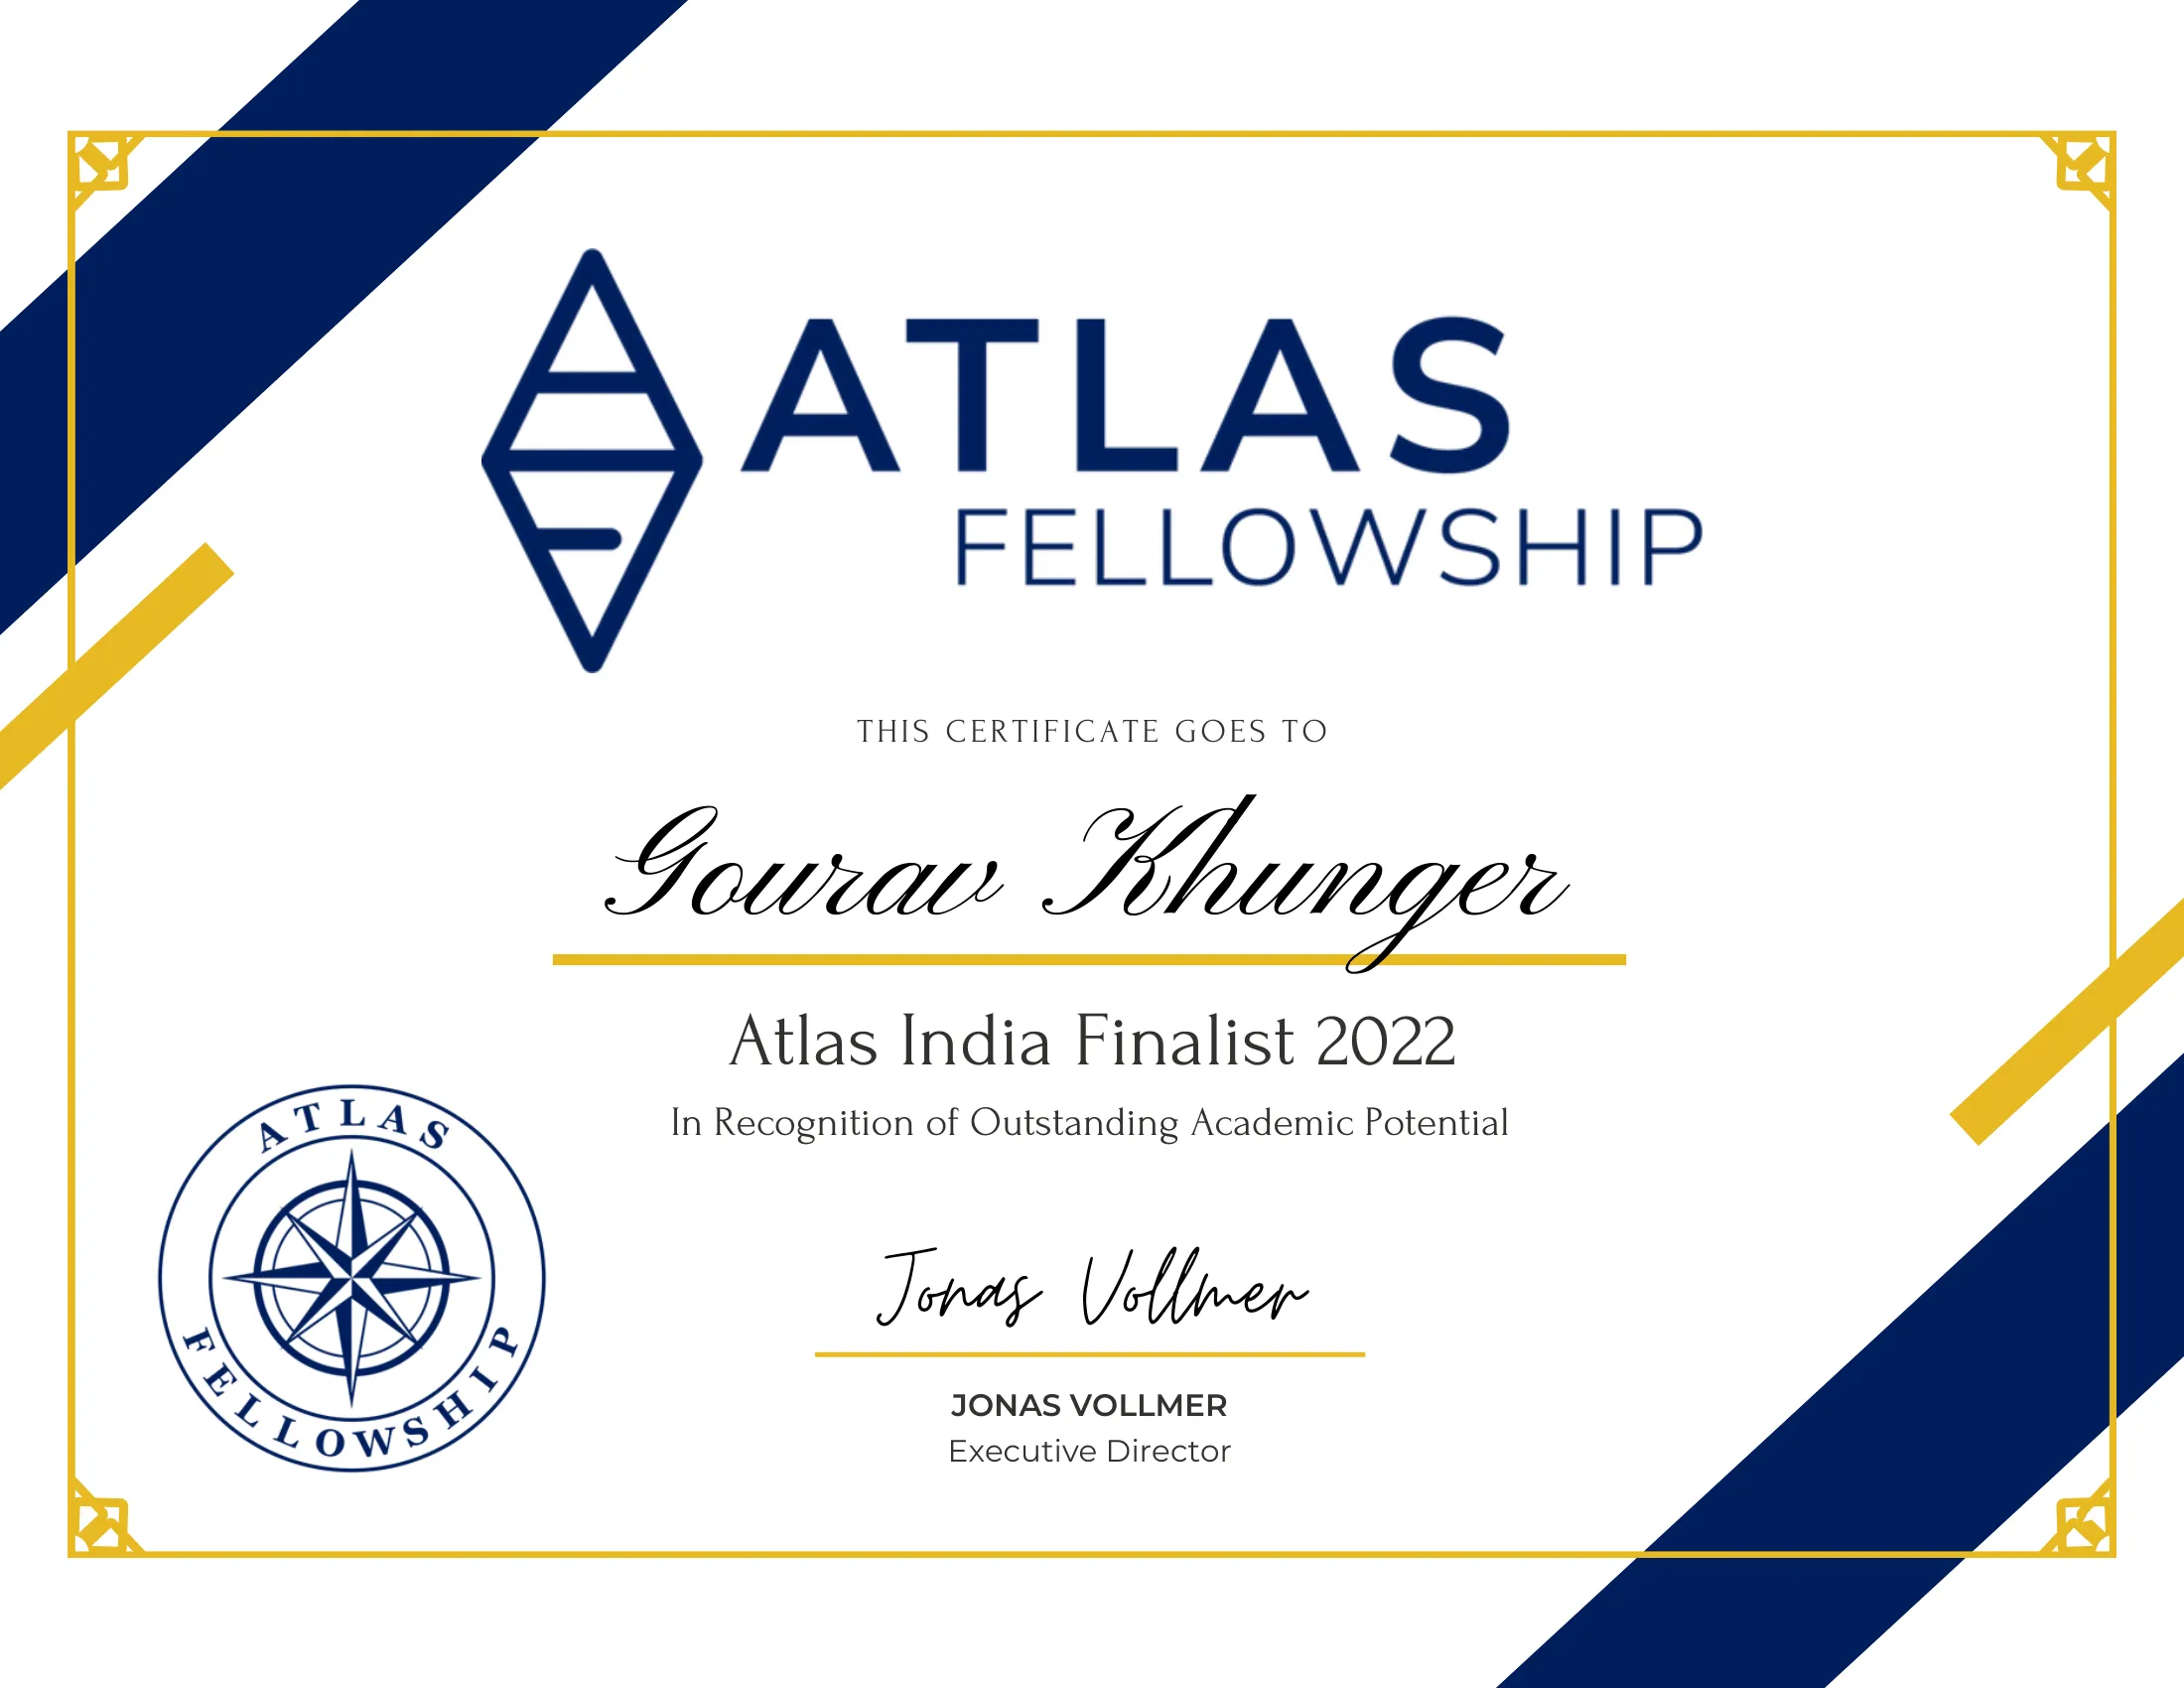 ATLAS
FELLOWSHIP
THIS CERTIFICATE GOES TO
Gourav Khunger
Atlas India Finalist 2022
In Recognition of Outstanding Academic Potential
ATLAS
FELLOWSHIP
Jonas Vollmer
JONAS VOLLMER
Executive Director